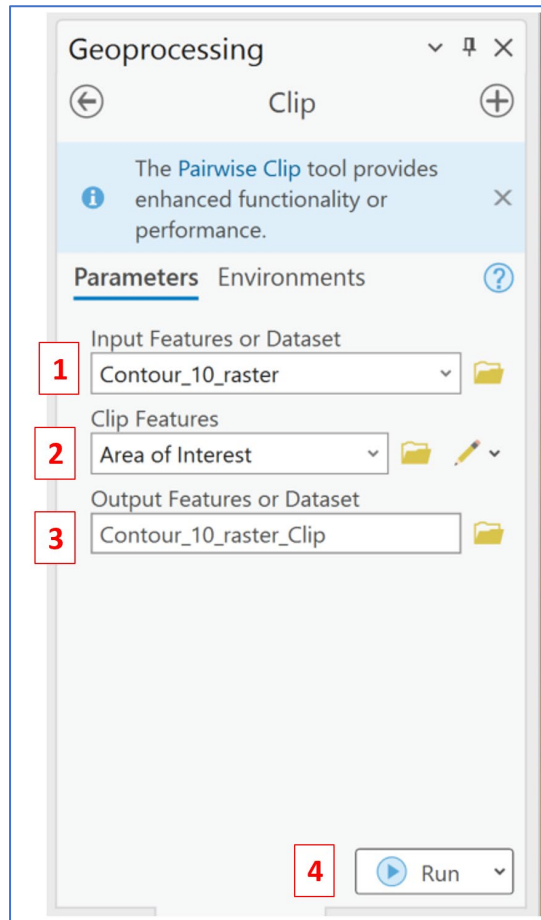 Geoprocessing
Clip
The Pairwise Clip tool provides
enhanced functionality or
performance.
Parameters Environments
Input Features or Dataset
1 Contour_10_raster
Clip Features
2 Area of Interest
Output Features or Dataset
3 Contour_10_raster_Clip
4 Run